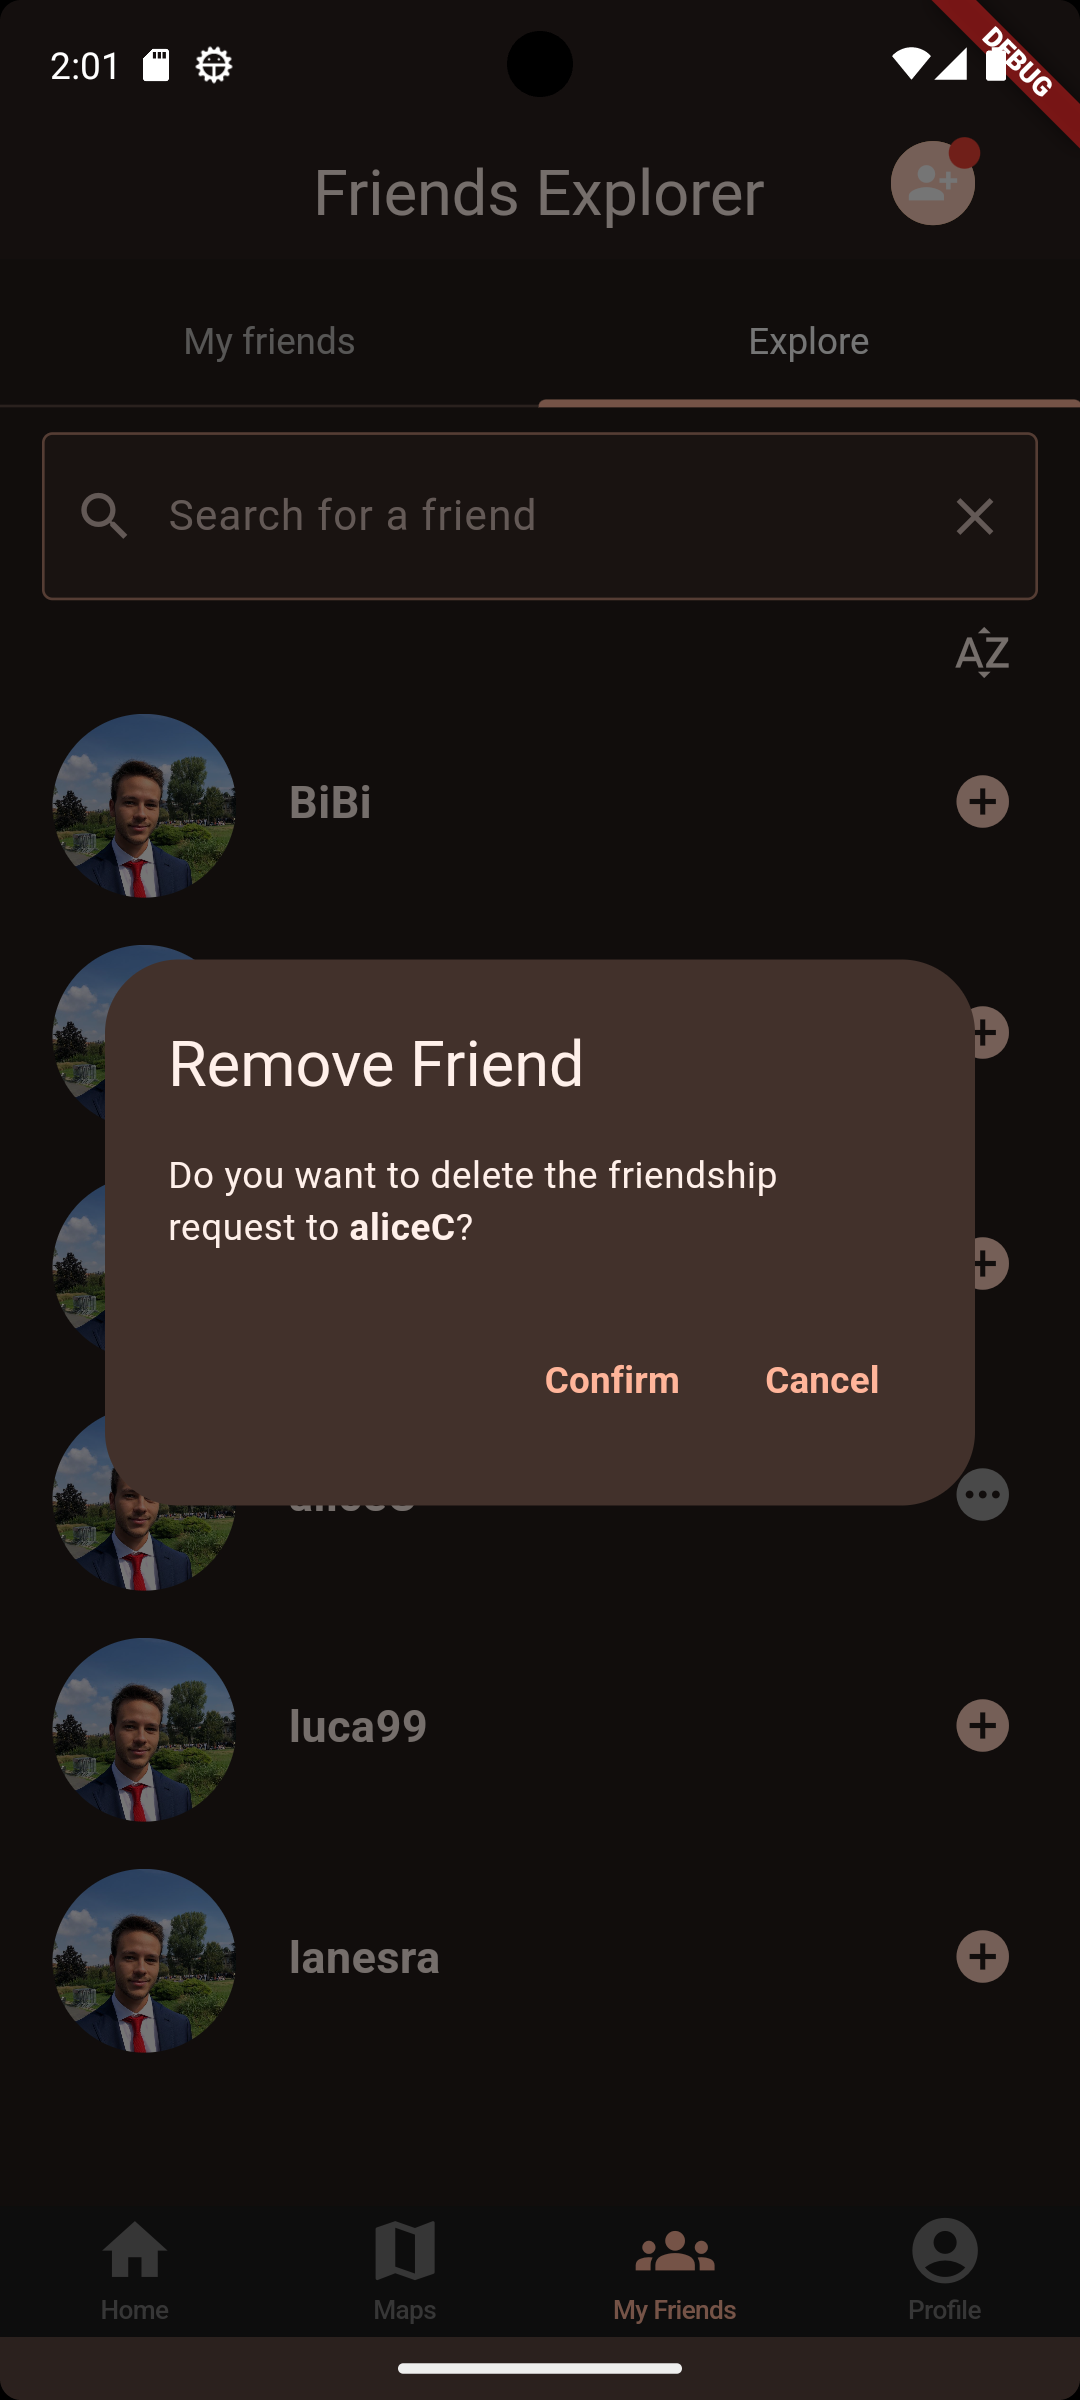 2:01
DEBUG
Friends Explorer
My friends
Explore
Search for a friend
AZ
BiBi
Remove Friend
Do you want to delete the friendship
request to aliceC?
Confirm
Cancel
aliceC
luca99
lanesra
Home
Maps
My Friends
Profile